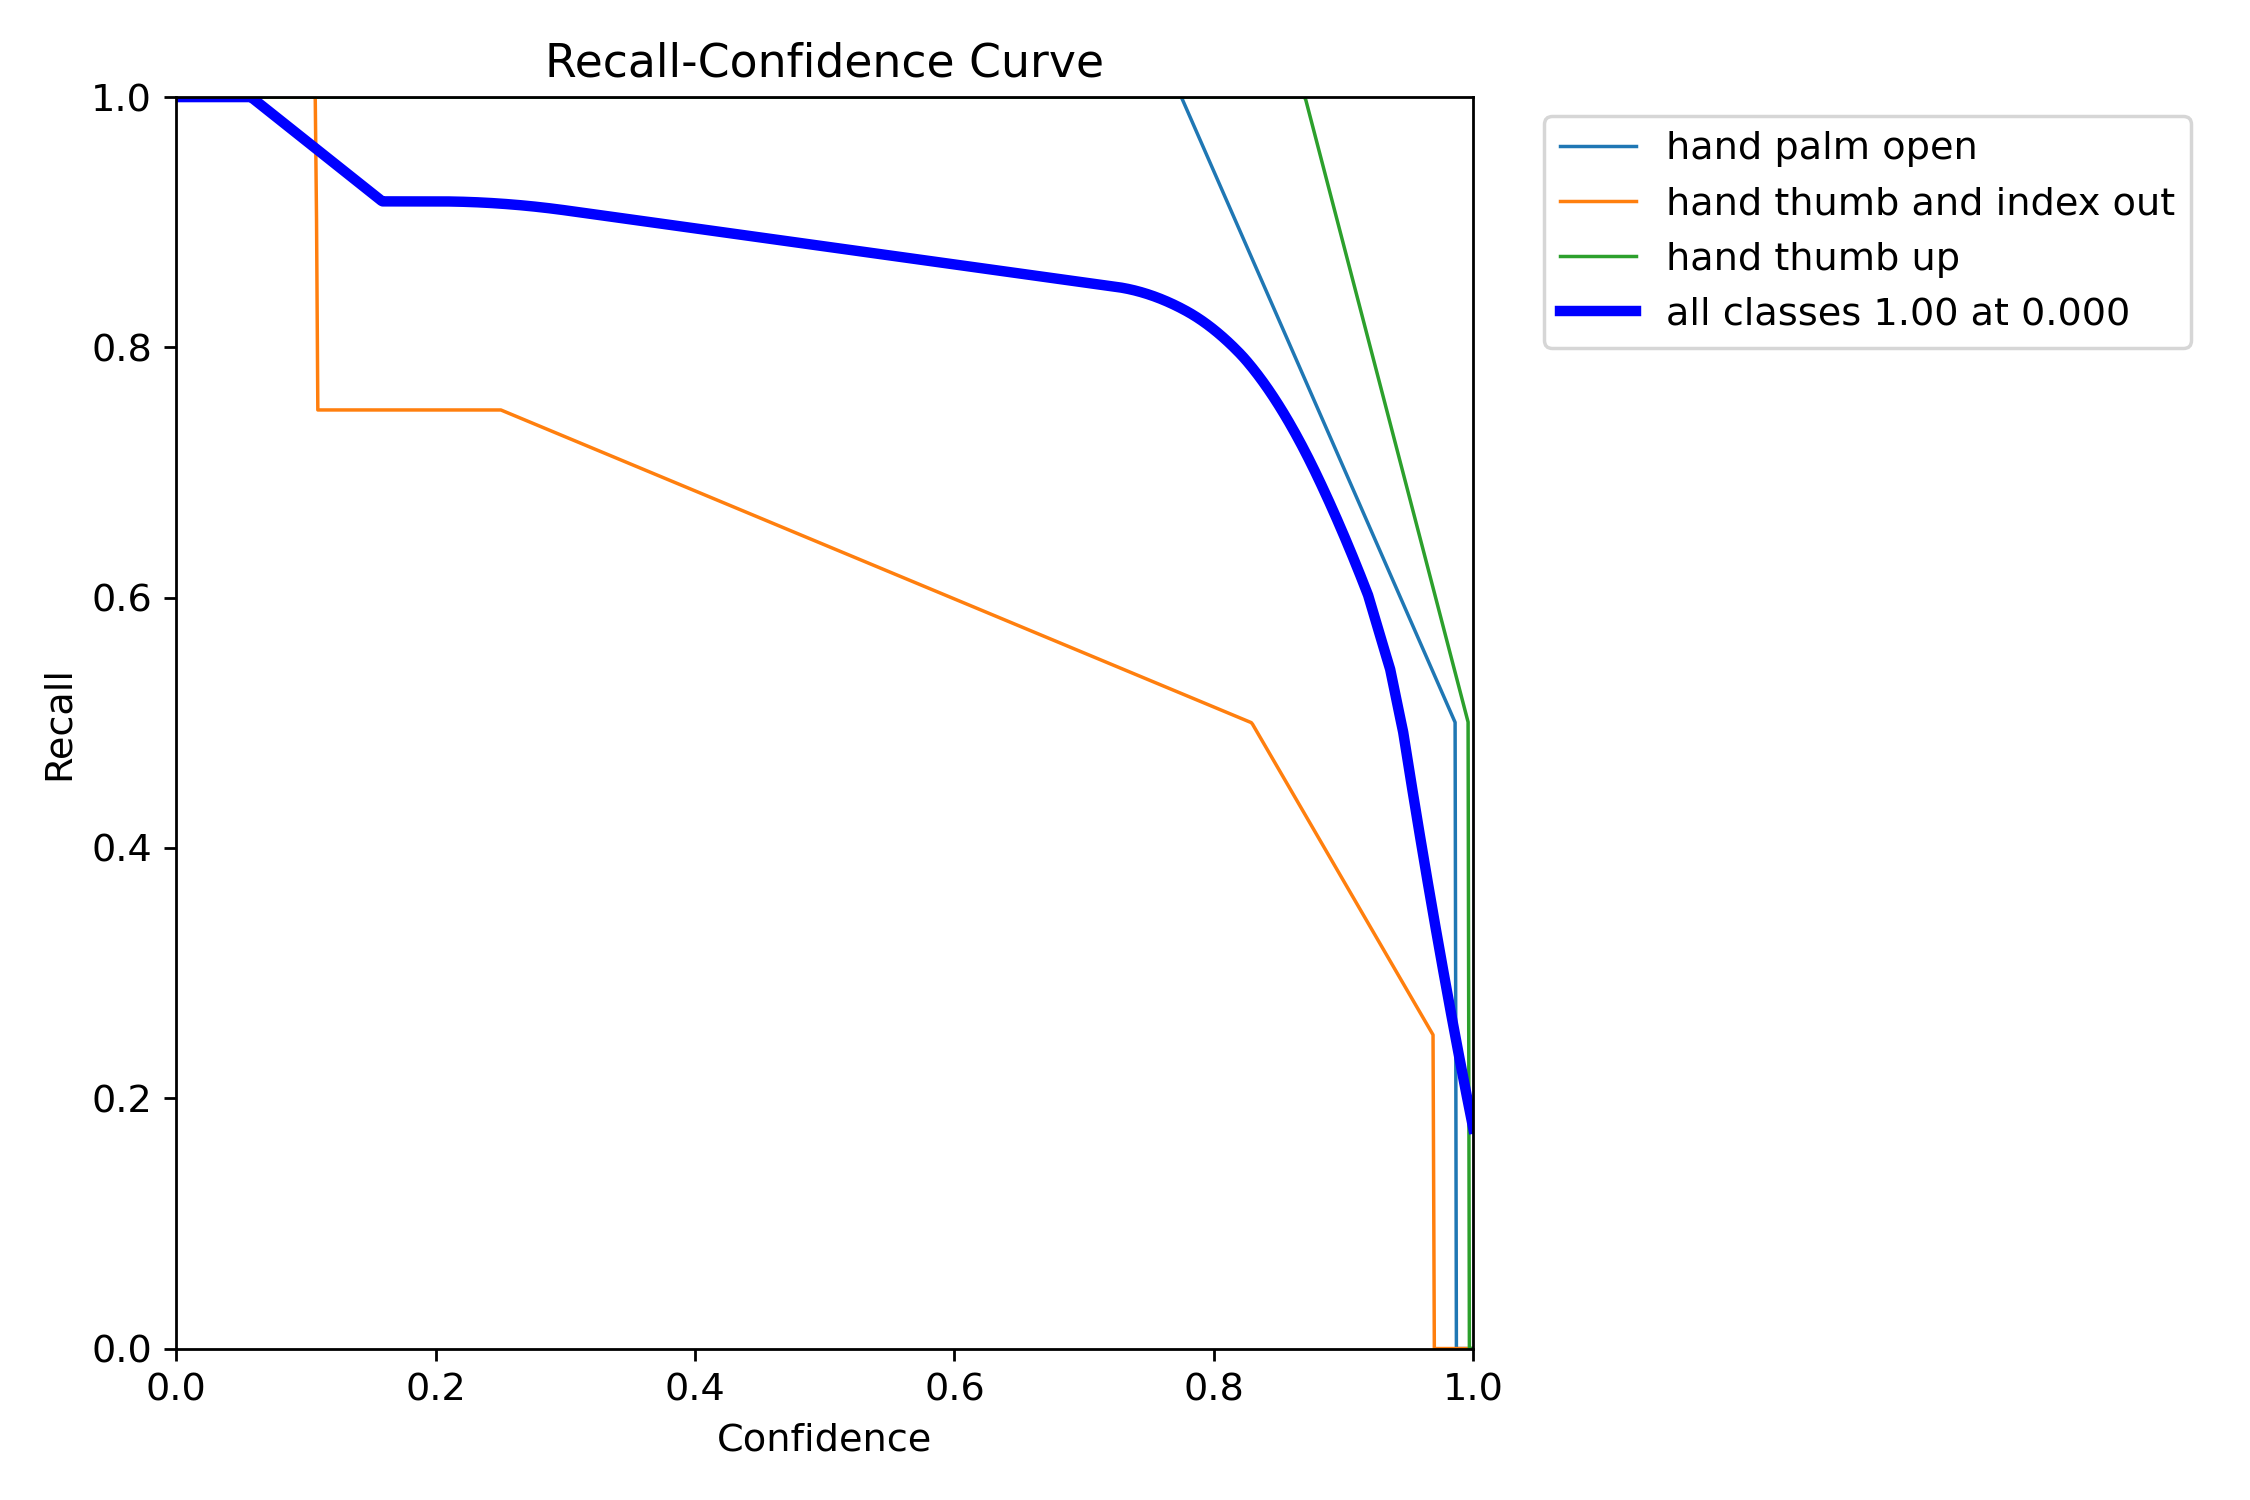 Recall-Confidence Curve
1.0
0.8
0.6
0.4
0.2
0.0
Recall
0.0 0.2 0.4 0.6 0.8 1.0
Confidence
hand palm open
hand thumb and index out
hand thumb up
all classes 1.00 at 0.000